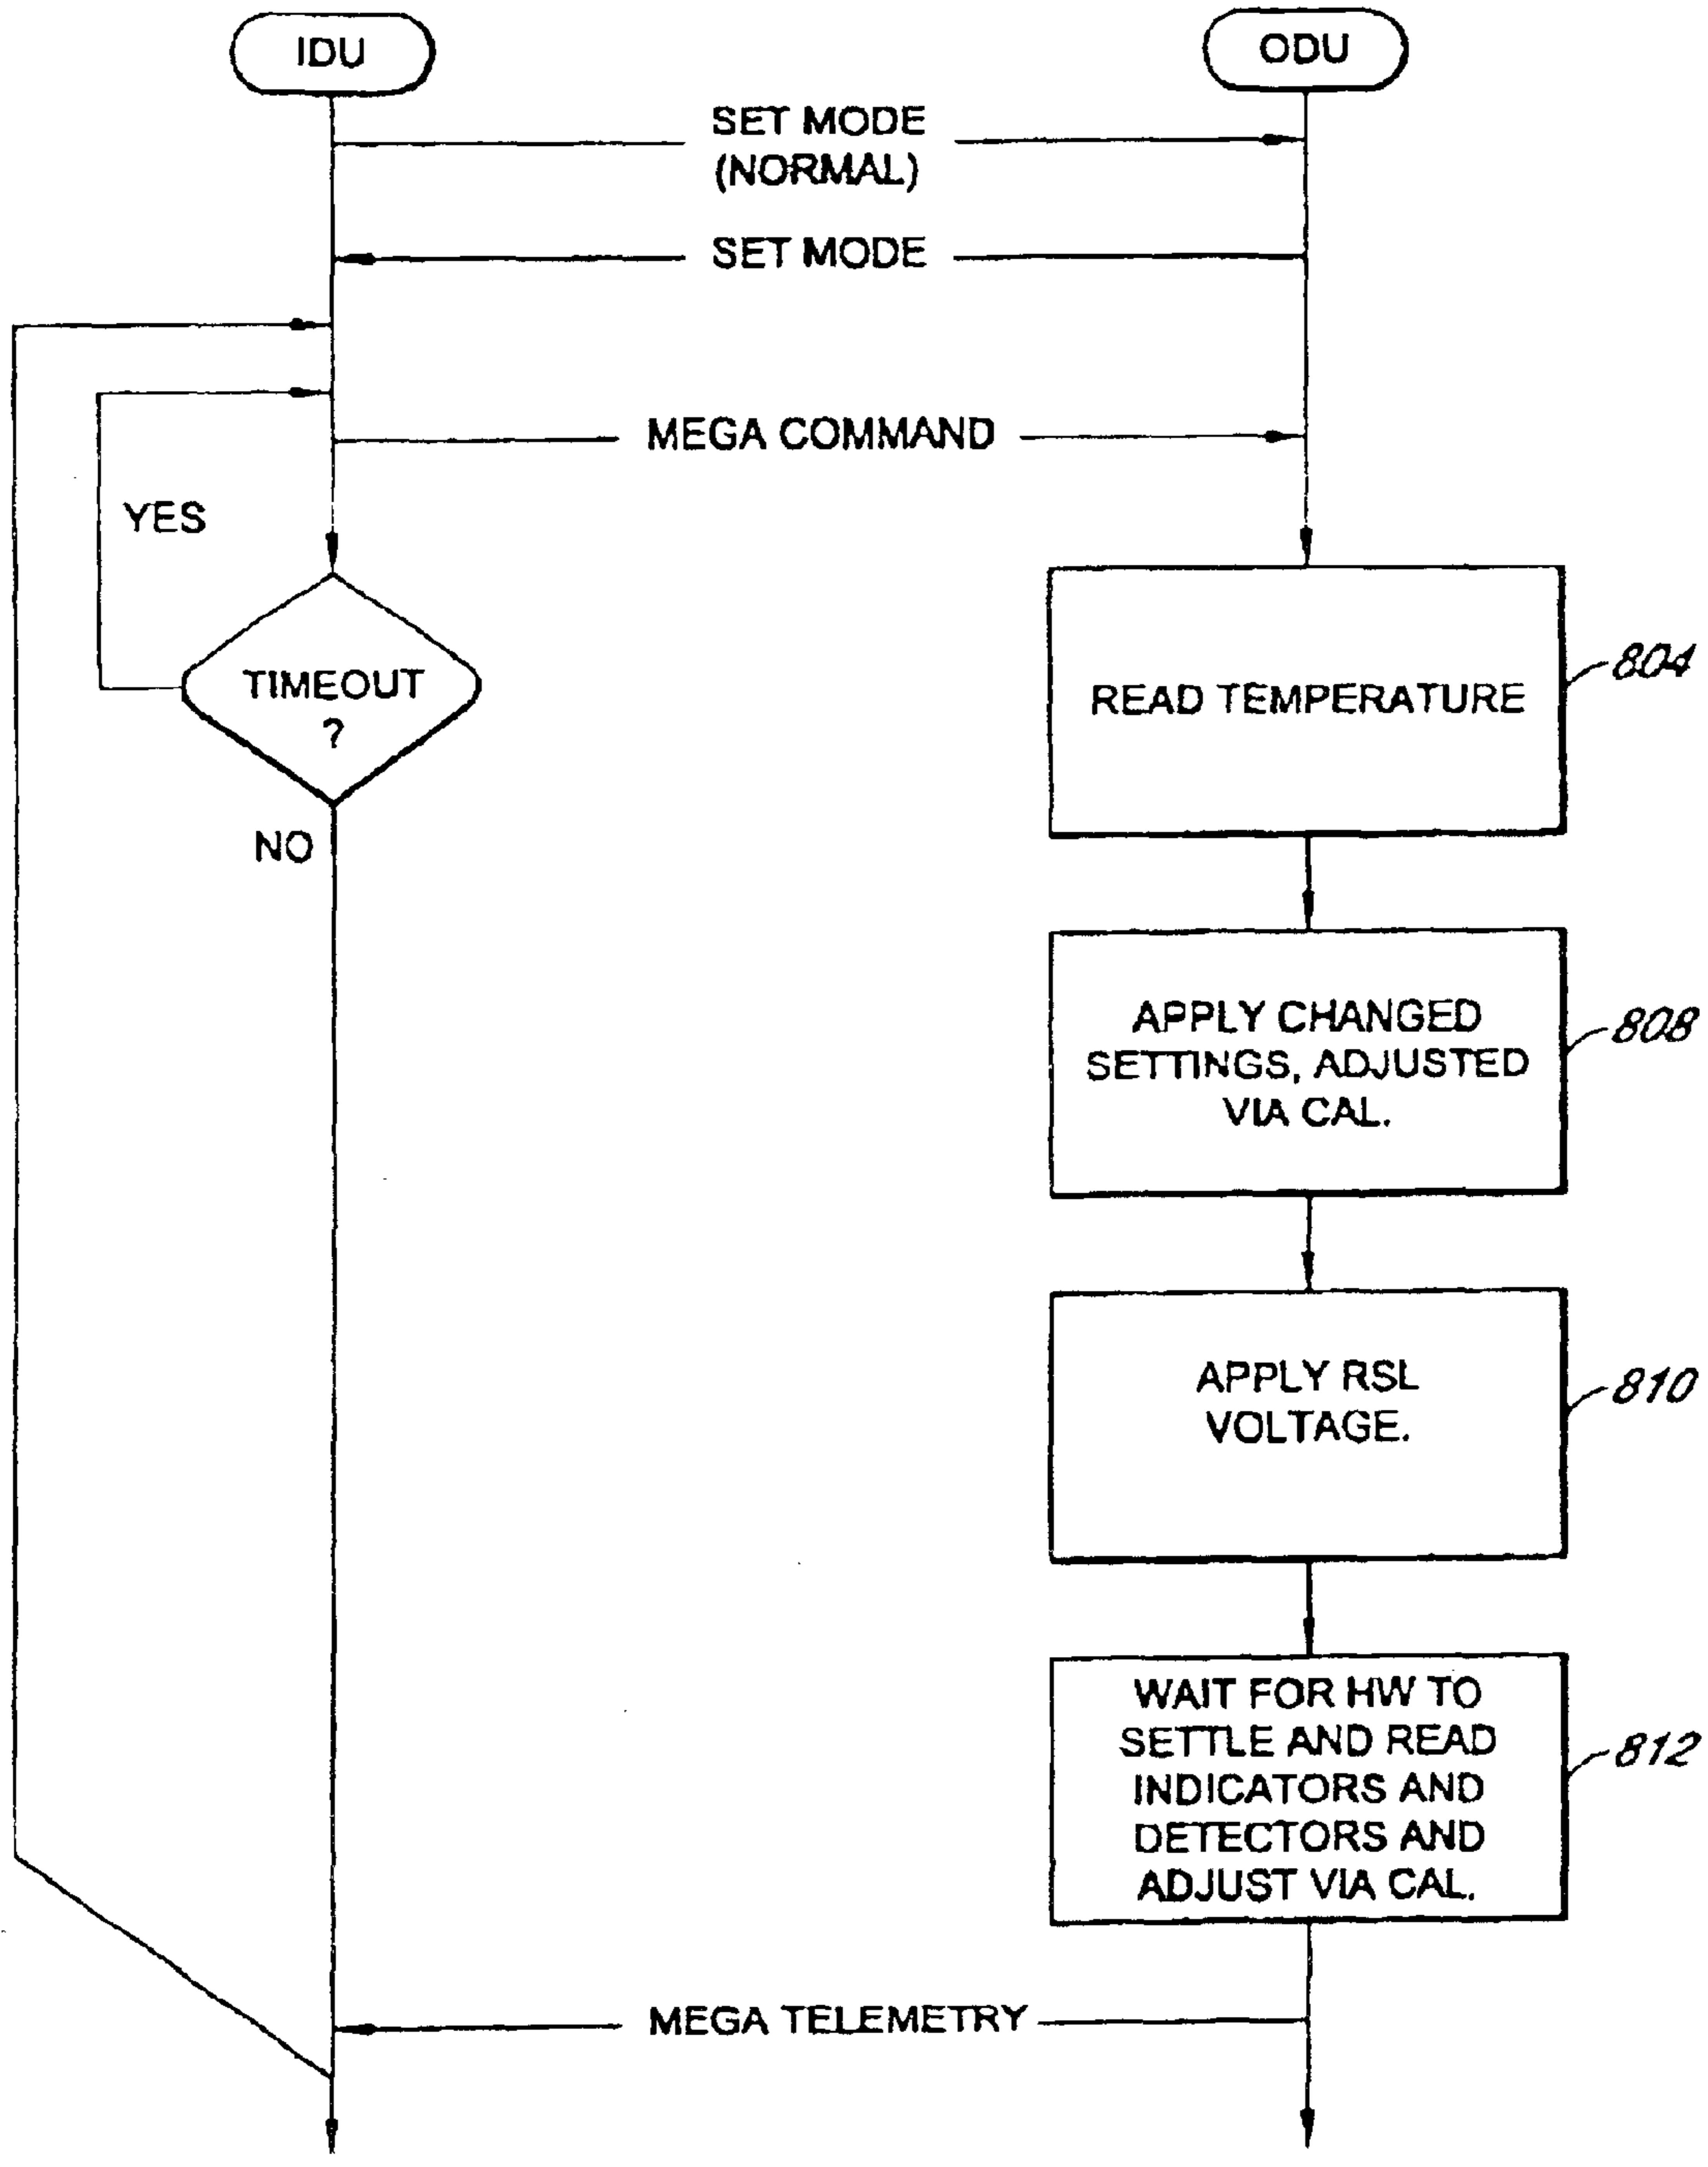 IDU
ODU
SET MODE
(NORMAL)
SET MODE
MEGA COMMAND
YES
TIMEOUT
?
NO
READ TEMPERATURE
804
APPLY CHANGED
SETTINGS, ADJUSTED
VIA CAL.
808
APPLY RSL
VOLTAGE.
810
WAIT FOR HW TO
SETTLE AND READ
INDICATORS AND
DETECTORS AND
ADJUST VIA CAL.
812
MEGA TELEMETRY